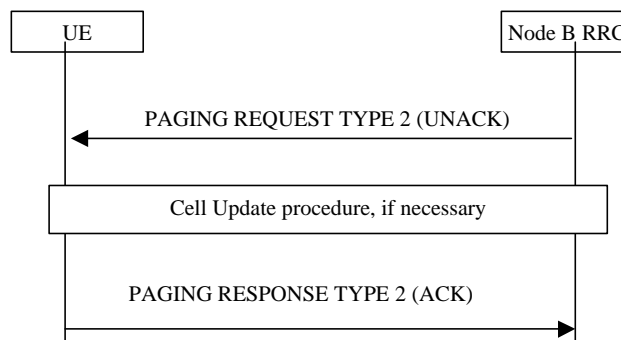 UE
Node B RRC
PAGING REQUEST TYPE 2 (UNACK)
Cell Update procedure, if necessary
PAGING RESPONSE TYPE 2 (ACK)